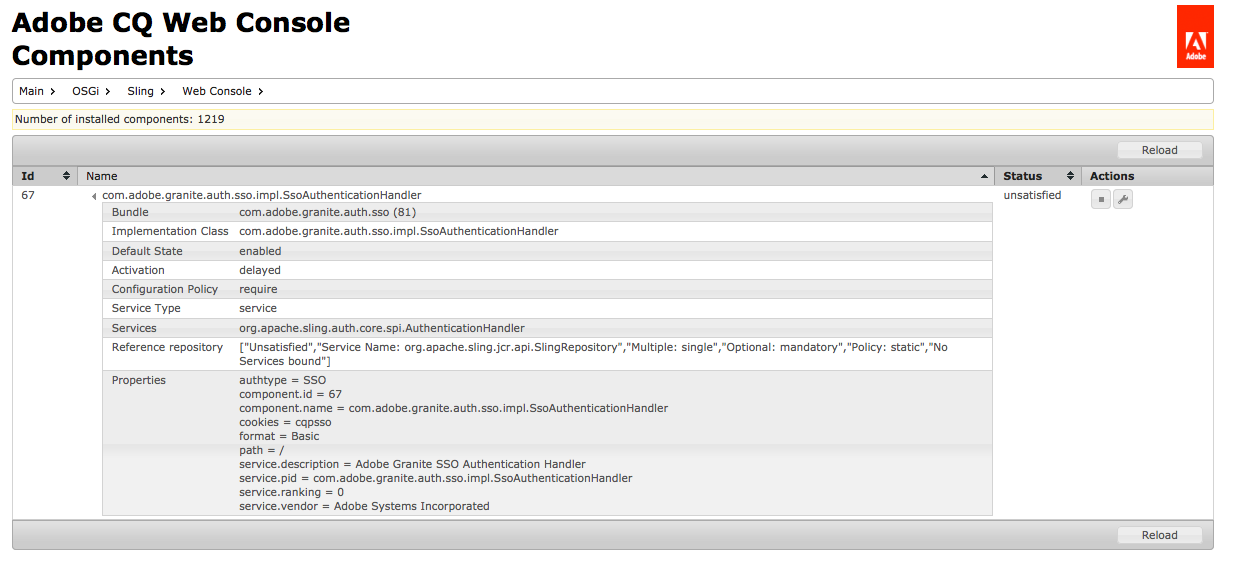 Adobe CQ Web Console
Components
Adobe
Main
OSGi
Sling
Web Console
Number of installed components: 1219
Reload
Id Name Status Actions
67 com.adobe.granite.auth.sso.impl.SsoAuthenticationHandler unsatisfied
Bundle com.adobe.granite.auth.sso (81)
Implementation Class com.adobe.granite.auth.sso.impl.SsoAuthenticationHandler
Default State enabled
Activation delayed
Configuration Policy require
Service Type service
Services org.apache.sling.auth.core.spi.AuthenticationHandler
Reference repository ["Unsatisfied","Service Name: org.apache.sling.jcr.api.SlingRepository","Multiple: single","Optional: mandatory","Policy: static","No
Services bound"]
Properties authtype = SSO
component.id = 67
component.name = com.adobe.granite.auth.sso.impl.SsoAuthenticationHandler
cookies = cqpsso
format = Basic
path = /
service.description = Adobe Granite SSO Authentication Handler
service.pid = com.adobe.granite.auth.sso.impl.SsoAuthenticationHandler
service.ranking = 0
service.vendor = Adobe Systems Incorporated
Reload